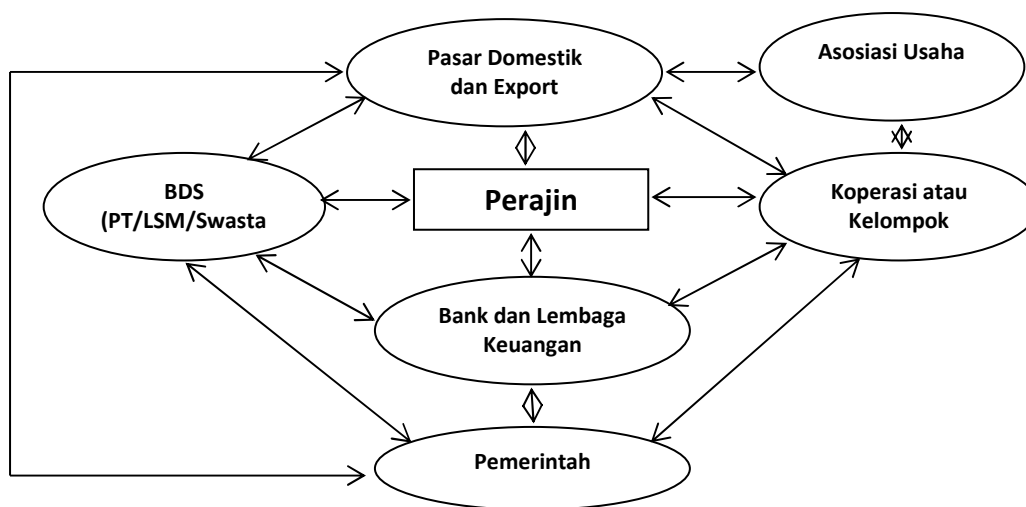 Pasar Domestik
dan Export
Asosiasi Usaha
BDS
(PT/LSM/Swasta
Perajin
Koperasi atau
Kelompok
Bank dan Lembaga
Keuangan
Pemerintah